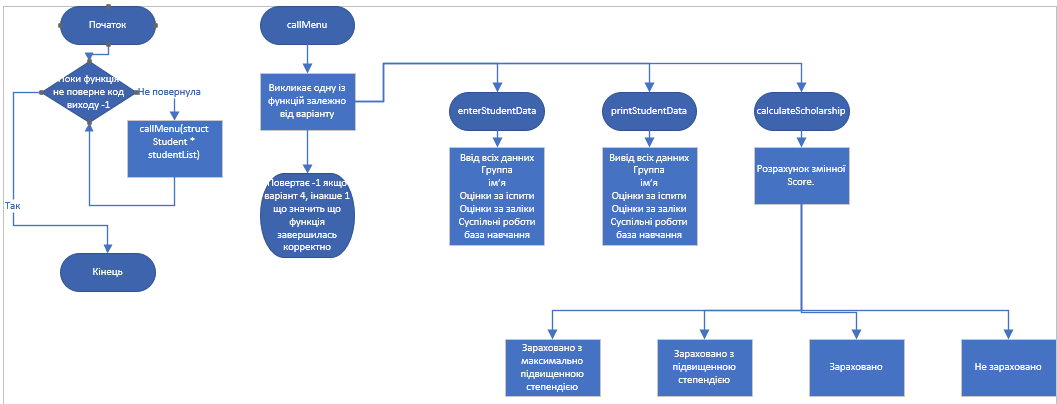 Початок
Поки функція
не поверне код
виходу -1
Не повернула
callMenu(struct
Student *
studentList)
Так
Кінець
callMenu
Викликає одну із
функцій залежно
від варіанту
Повертає -1 якщо
варіант 4, інакше 1
що значить що
функція
завершилась
корректно
enterStudentData
Ввід всіх данних
Группа
ім'я
Оцінки за іспити
Оцінки за заліки
Суспільні роботи
база навчання
printStudentData
Вивід всіх данних
Группа
ім'я
Оцінки за іспити
Оцінки за заліки
Суспільні роботи
база навчання
calculateScholarship
Розрахунок змінної
Score.
Зараховано з
максимально
підвищенною
степендією
Зараховано з
підвищенною
степендією
Зараховано
Не зараховано